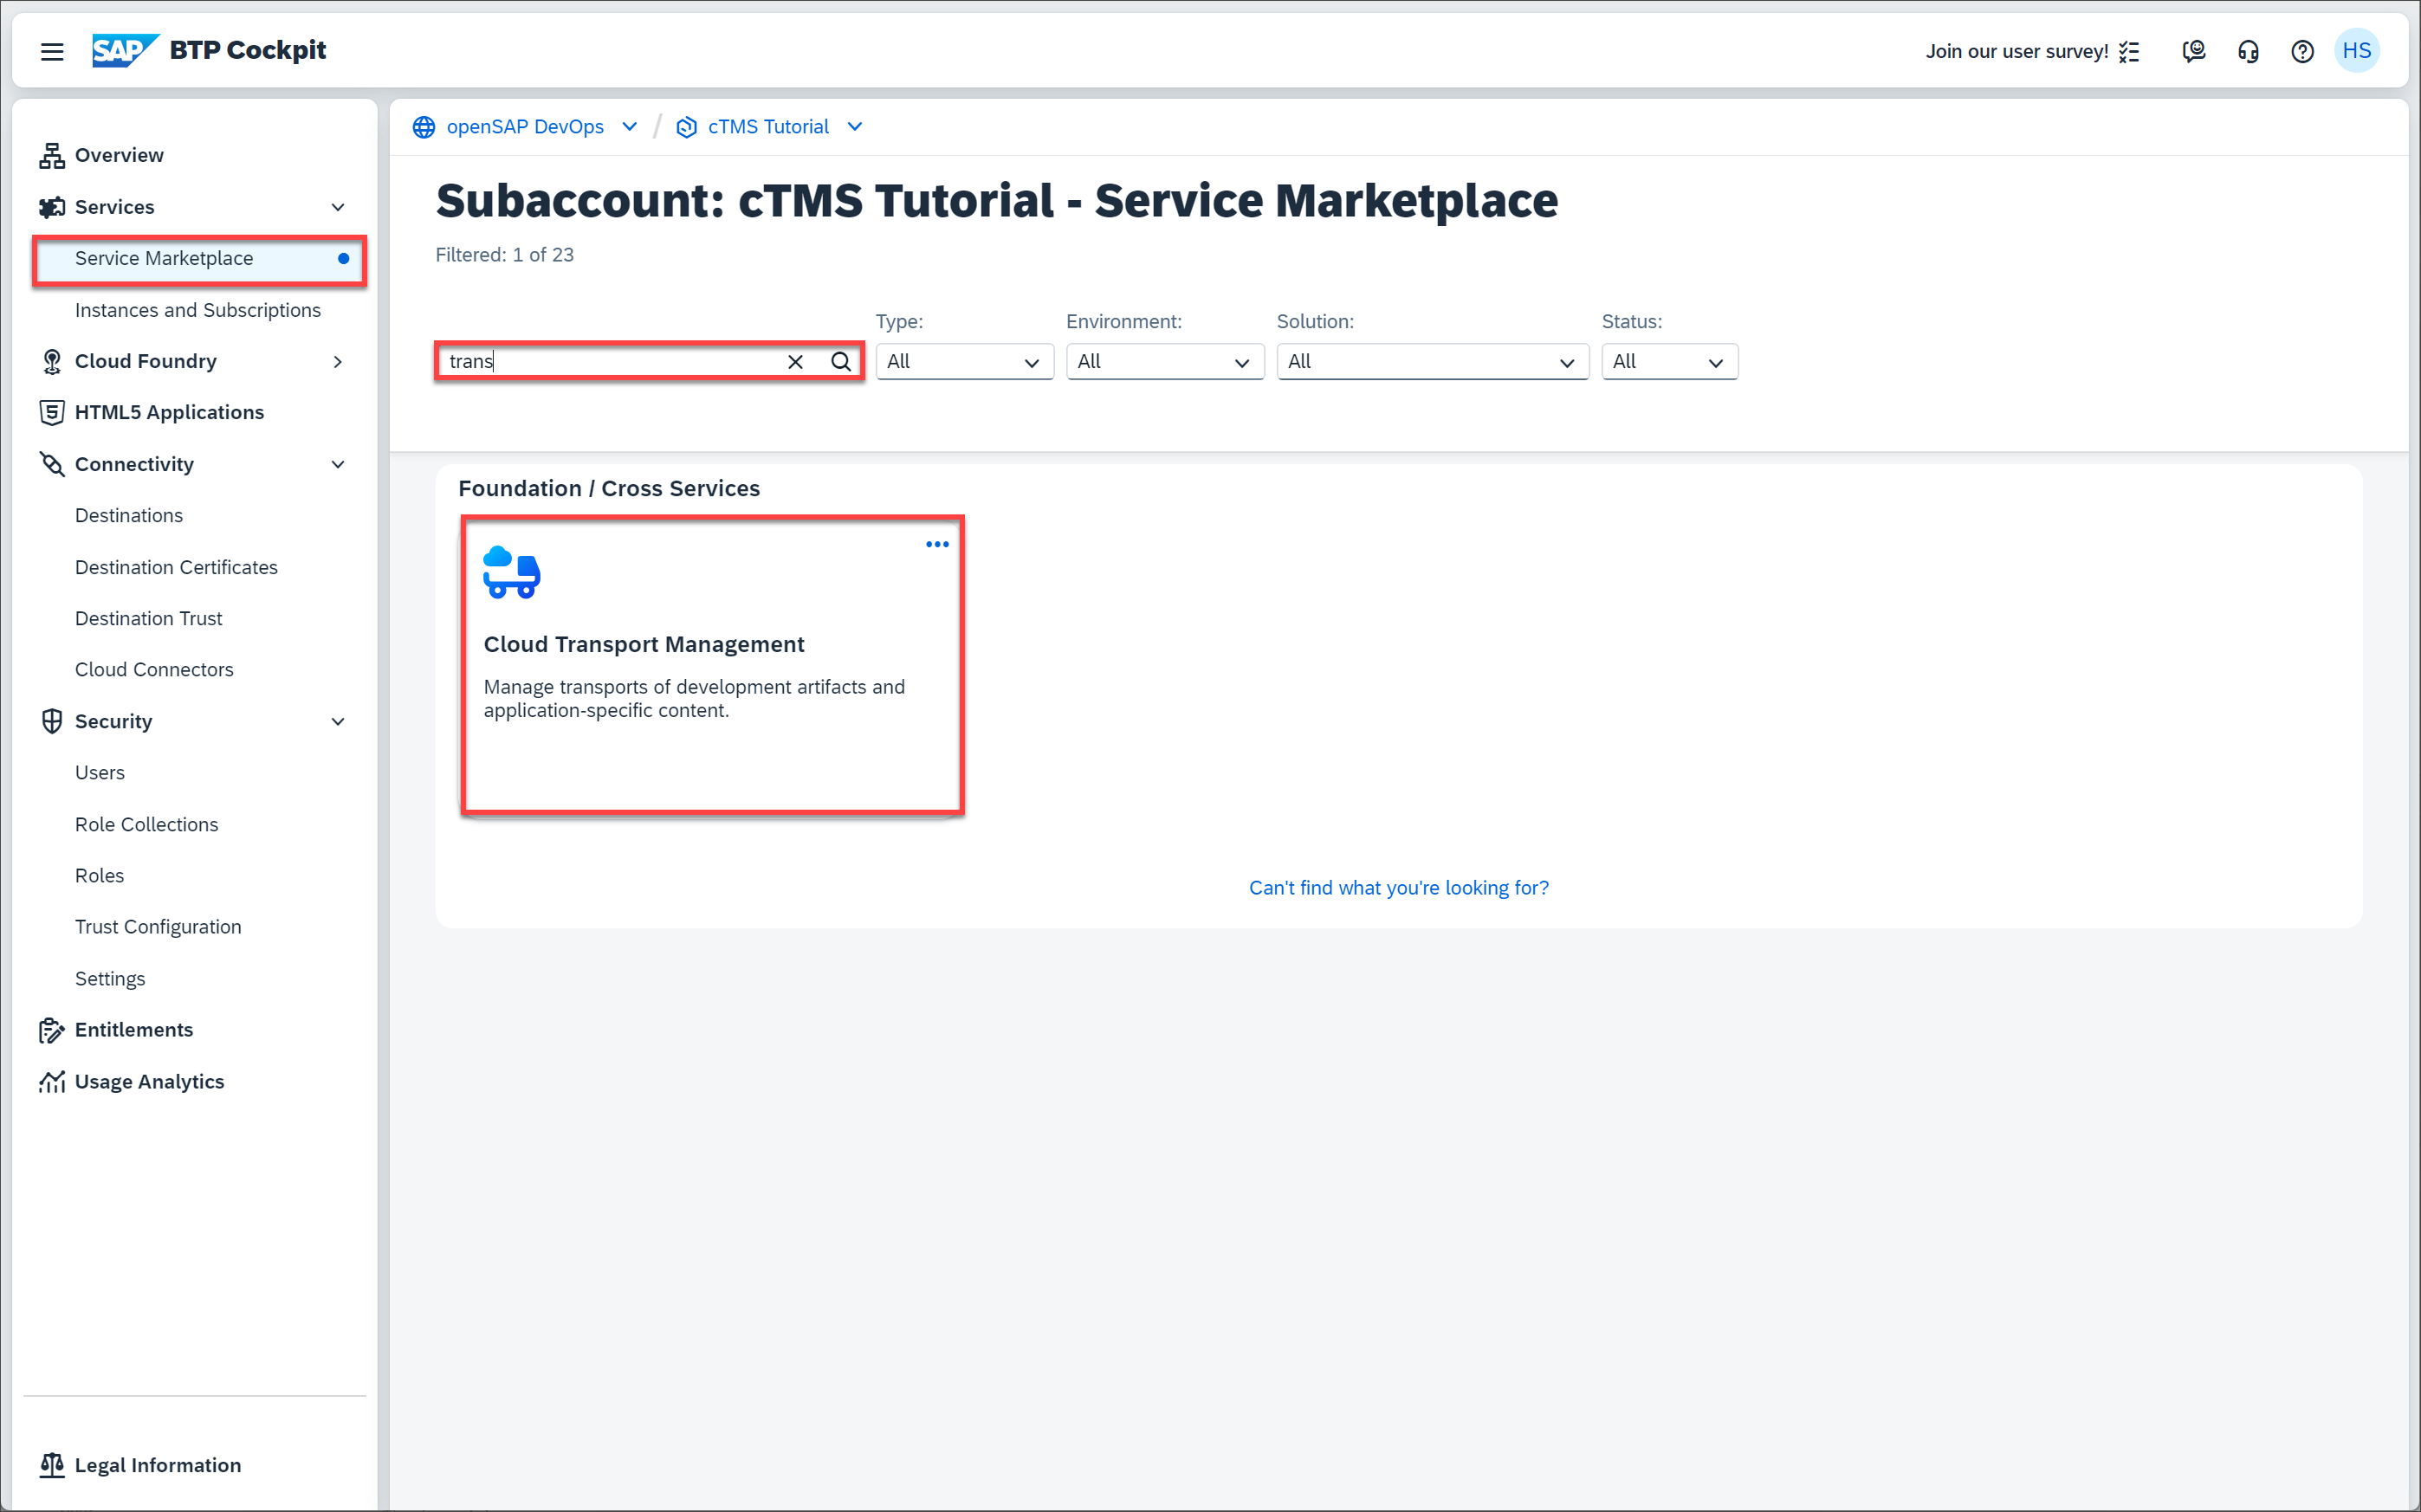 SAP BTP Cockpit
Join our user survey!
HS
Overview
Services
Service Marketplace
Instances and Subscriptions
Cloud Foundry
HTML5 Applications
Connectivity
Destinations
Destination Certificates
Destination Trust
Cloud Connectors
Security
Users
Role Collections
Roles
Trust Configuration
Settings
Entitlements
Usage Analytics
Legal Information
openSAP DevOps / cTMS Tutorial
Subaccount: cTMS Tutorial - Service Marketplace
Filtered: 1 of 23
Type: Environment: Solution: Status:
trans All All All All
Foundation / Cross Services
Cloud Transport Management
Manage transports of development artifacts and
application-specific content.
Can't find what you're looking for?